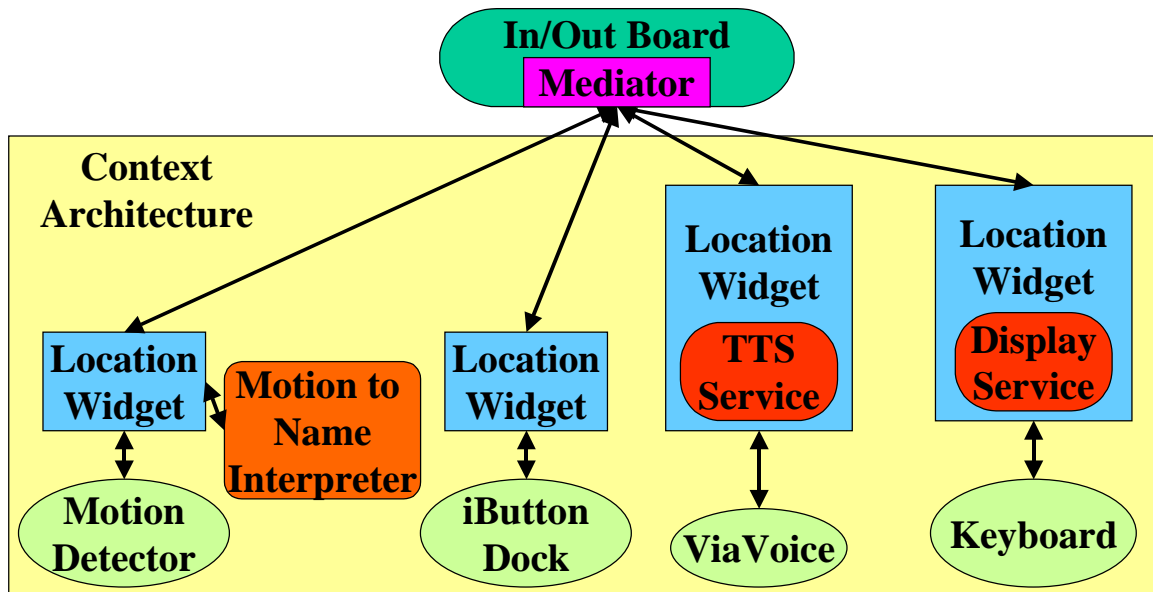 In/Out Board
Mediator
Context
Architecture
Location
Widget
Motion to
Name
Interpreter
Motion
Detector
Location
Widget
iButton
Dock
Location
Widget
TTS
Service
ViaVoice
Location
Widget
Display
Service
Keyboard